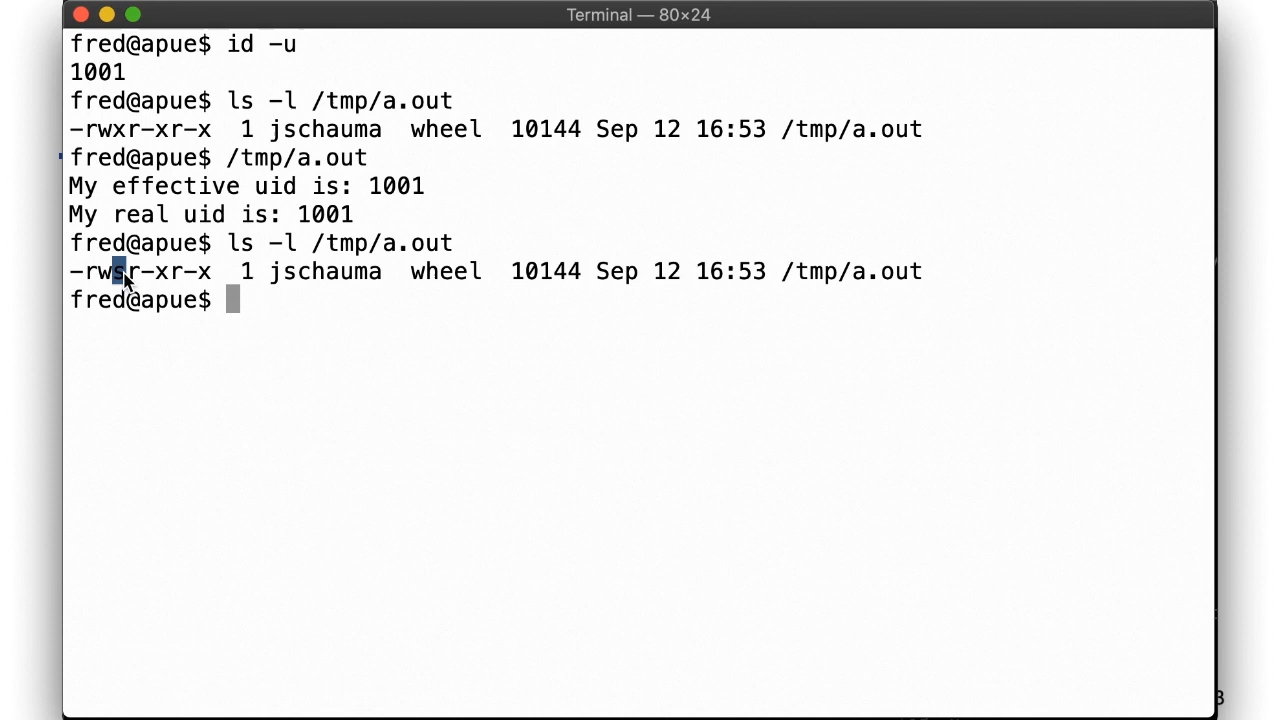 Terminal — 80×24
fred@apue$ id -u
1001
fred@apue$ ls -l /tmp/a.out
-rwxr-xr-x  1 jschauma  wheel  10144 Sep 12 16:53 /tmp/a.out
fred@apue$ /tmp/a.out
My effective uid is: 1001
My real uid is: 1001
fred@apue$ ls -l /tmp/a.out
-rwsr-xr-x  1 jschauma  wheel  10144 Sep 12 16:53 /tmp/a.out
fred@apue$